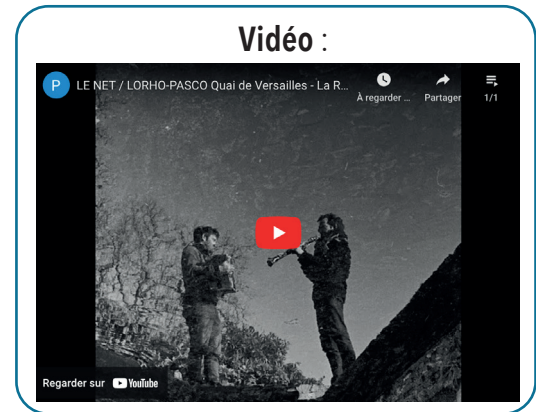 Vidéo :
P LE NET / LORHO-PASCO Quai de Versailles - La R...
À regarder ... Partager 1/1
Regarder sur YouTube